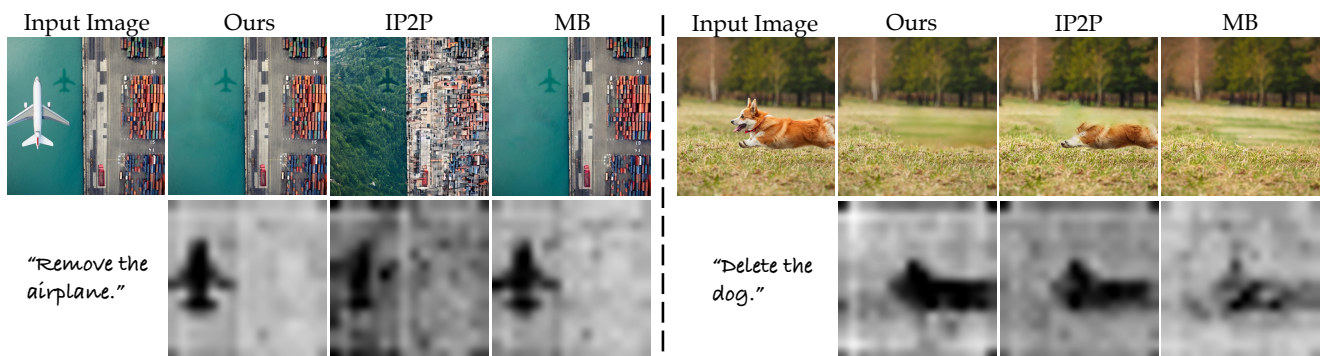 Input Image Ours IP2P MB Input Image Ours IP2P MB
“Remove the
airplane.”
“Delete the
dog.”